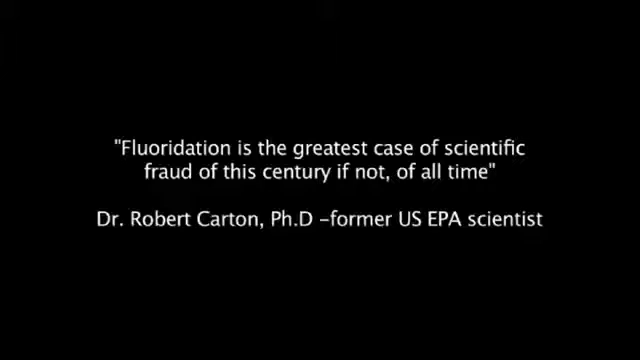 "Fluoridation is the greatest case of scientific
fraud of this century if not, of all time"
Dr. Robert Carton, Ph.D –former US EPA scientist